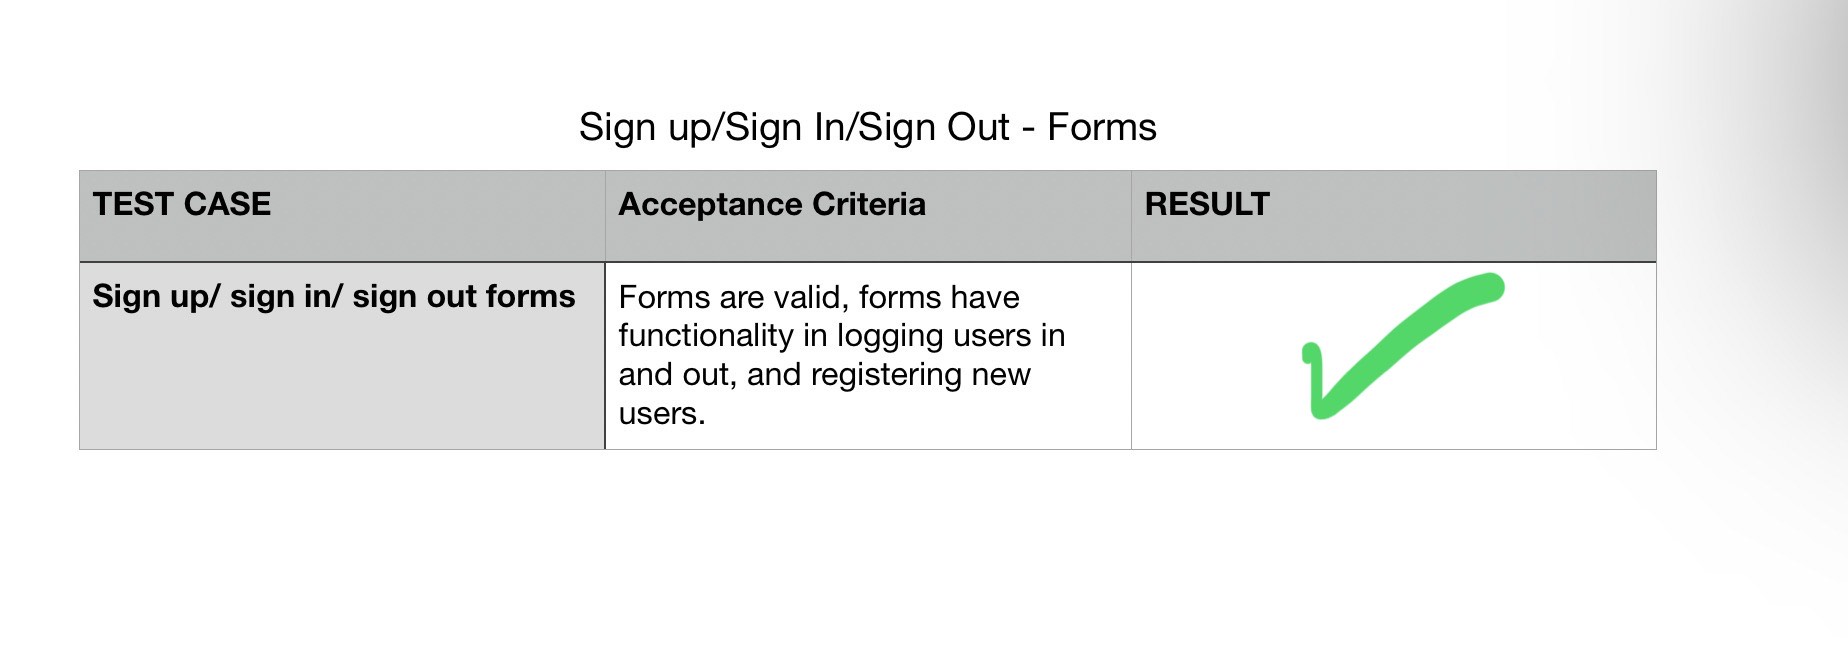 Sign up/Sign In/Sign Out - Forms
TEST CASE
Acceptance Criteria
RESULT
Sign up/ sign in/ sign out forms
Forms are valid, forms have
functionality in logging users in
and out, and registering new
users.